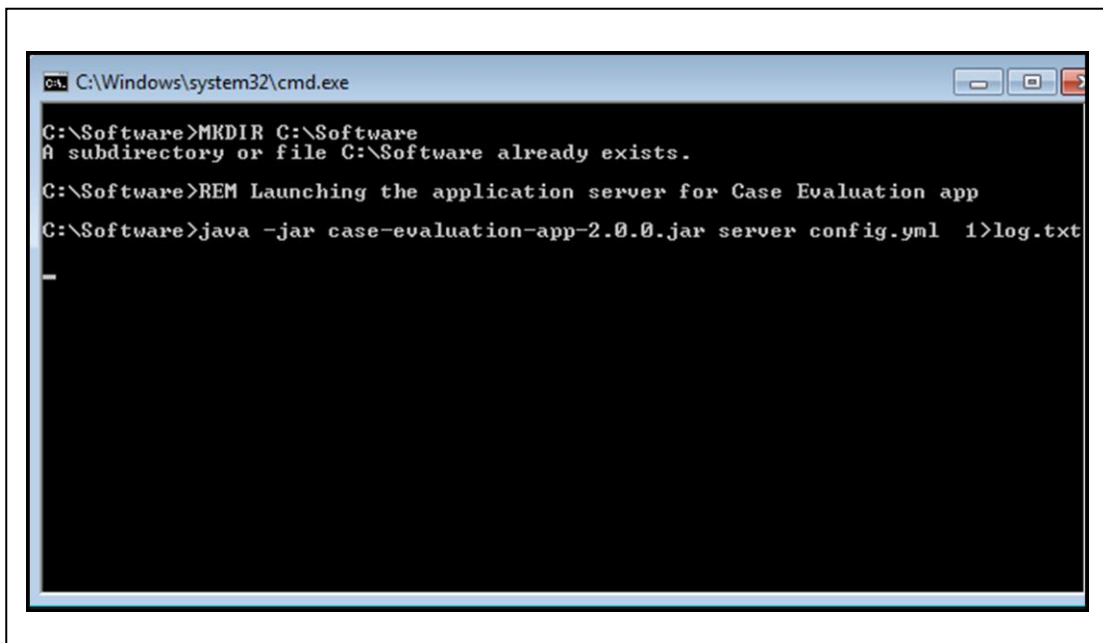 C:\Windows\system32\cmd.exe
C:\Software>MKDIR C:\Software
A subdirectory or file C:\Software already exists.
C:\Software>REM Launching the application server for Case Evaluation app
C:\Software>java -jar case-evaluation-app-2.0.0.jar server config.yml  1>log.txt